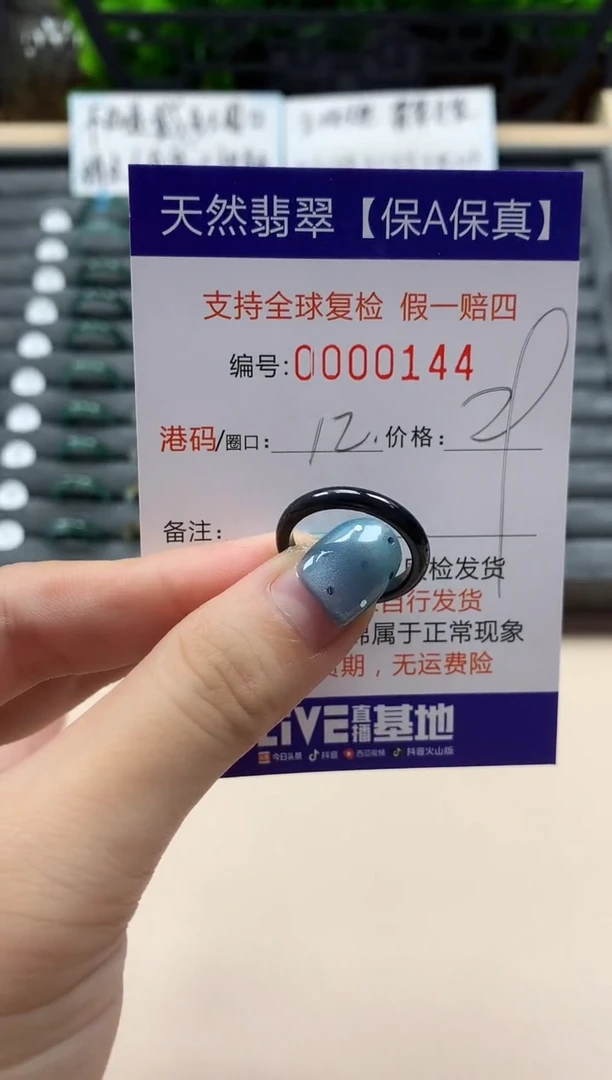 天然翡翠【保A保真】
支持全球复检 假一赔四
编号:0000144
港码/圈口: 12. 价格:
备注:
检发货
自行发货
属于正常现象
期，无运费险
LIVE直播基地
今日头条 抖音 西瓜视频 抖音火山版